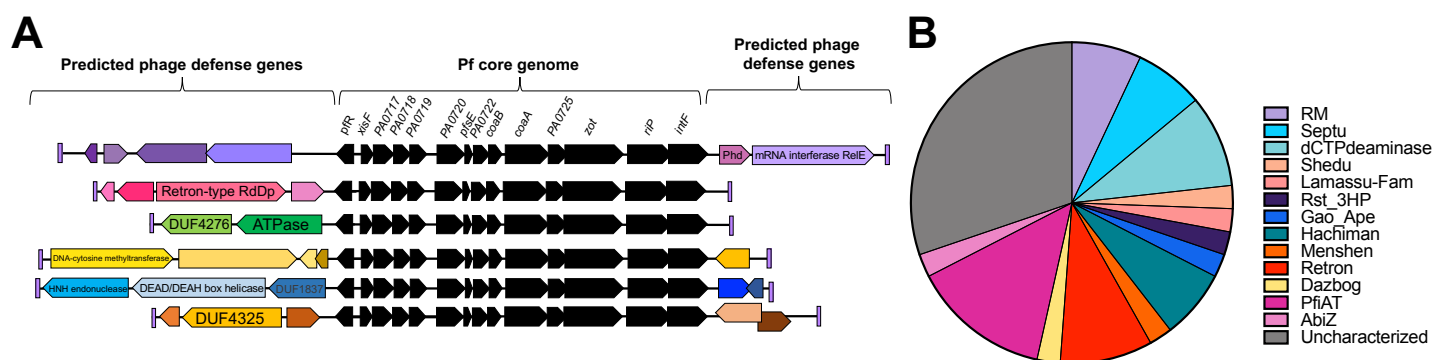 A
Predicted phage defense genes
Pf core genome
Predicted phage
defense genes
pfR
xisF
PA0717
PA0718
PA0719
PA0720
pfsE
PA0722
coaB
coaA
PA0725
zot
riP
intF
Phd
mRNA interferase RelE
Retron-type RdDp
DUF4276
ATPase
DNA-cytosine methyltransferase
HNH endonuclease
DEAD/DEAH box helicase
DUF1837
DUF4325
B
RM
Septu
dCTPdeaminase
Shedu
Lamassu-Fam
Rst_3HP
Gao_Ape
Hachiman
Menshen
Retron
Dazbog
PfiAT
AbiZ
Uncharacterized